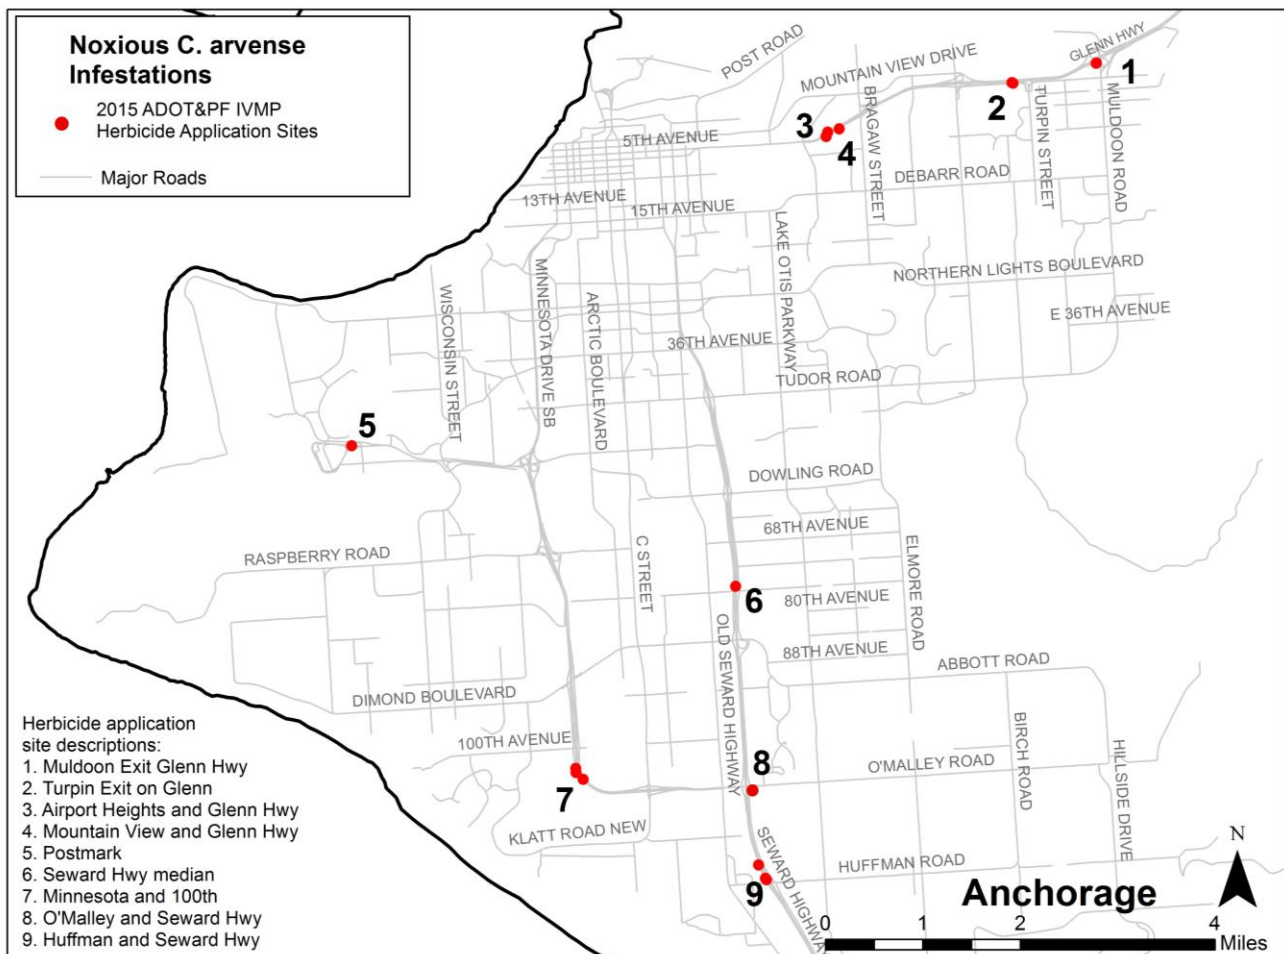 Noxious C. arvense
Infestations
2015 ADOT&PF IVMP
Herbicide Application Sites
Major Roads
POST ROAD
MOUNTAIN VIEW DRIVE
GLENN HWY
1
2
3
4
5TH AVENUE
BRAGAW STREET
TURPIN STREET
MULDOON ROAD
DEBARR ROAD
13TH AVENUE
15TH AVENUE
LAKE OTIS PARKWAY
NORTHERN LIGHTS BOULEVARD
WISCONSIN STREET
MINNESOTA DRIVE SB
ARCTIC BOULEVARD
E 36TH AVENUE
36TH AVENUE
TUDOR ROAD
5
DOWLING ROAD
68TH AVENUE
RASPBERRY ROAD
C STREET
ELMORE ROAD
6
80TH AVENUE
OLD SEWARD HIGHWAY
88TH AVENUE
ABBOTT ROAD
DIMOND BOULEVARD
100TH AVENUE
BIRCH ROAD
HILLSIDE DRIVE
8
O'MALLEY ROAD
7
KLATT ROAD NEW
SEWARD HIGHWAY
HUFFMAN ROAD
9
Herbicide application
site descriptions:
1. Muldoon Exit Glenn Hwy
2. Turpin Exit on Glenn
3. Airport Heights and Glenn Hwy
4. Mountain View and Glenn Hwy
5. Postmark
6. Seward Hwy median
7. Minnesota and 100th
8. O'Malley and Seward Hwy
9. Huffman and Seward Hwy
N
Anchorage
0 1 2 4
Miles